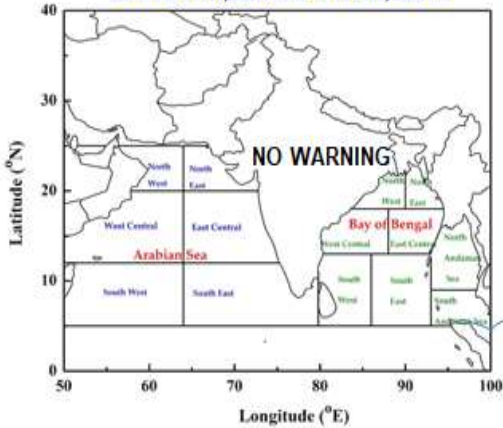 40
30
20
10
0
Latitude (°N)
NO WARNING
North
West
North
East
West Central
East Central
Arabian Sea
South West
South East
North
West
North
East
Bay of Bengal
West Central
East Central
North
Andaman
Sea
South
West
South
East
South
Andaman Sea
50
60
70
80
90
100
Longitude (°E)